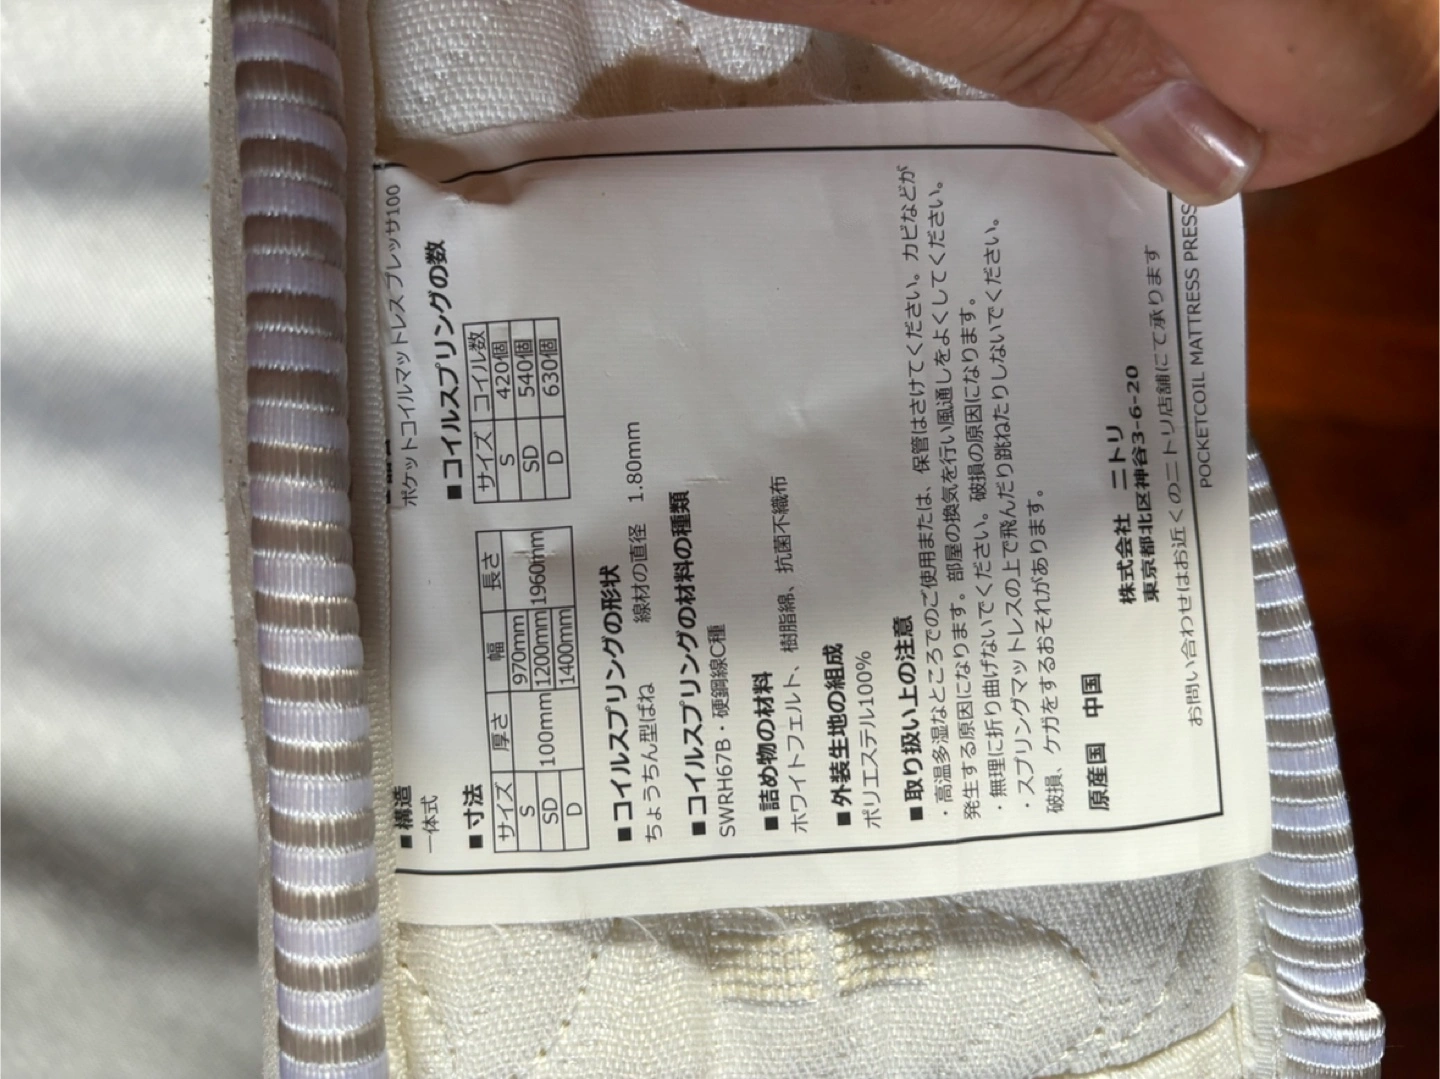 ポケットコイルマットレス プレッサ100
■構造
一体式
■寸法
サイズ 厚さ 幅 長さ
S 100mm 970mm 1960mm
SD 1200mm
D 1400mm
■コイルスプリングの数
サイズ コイル数
S 420個
SD 540個
D 630個
■コイルスプリングの形状
ちょうちん型ばね 線材の直径 1.80mm
■コイルスプリングの材料の種類
SWRH67B・硬鋼線C種
■詰め物の材料
ホワイトフェルト、樹脂綿、抗菌不織布
■外装生地の組成
ポリエステル100%
■取り扱い上の注意
・高温多湿なところでのご使用または、保管はさけてください。カビなどが
発生する原因になります。部屋の換気を行い風通しをよくしてください。
・無理に折り曲げないでください。破損の原因になります。
・スプリングマットレスの上で飛んだり跳ねたりしないでください。
破損、ケガをするおそれがあります。
原産国 中国
株式会社 ニトリ
東京都北区神谷3-6-20
お問い合わせはお近くのニトリ店舗にて承ります
POCKETCOIL MATTRESS PRESS